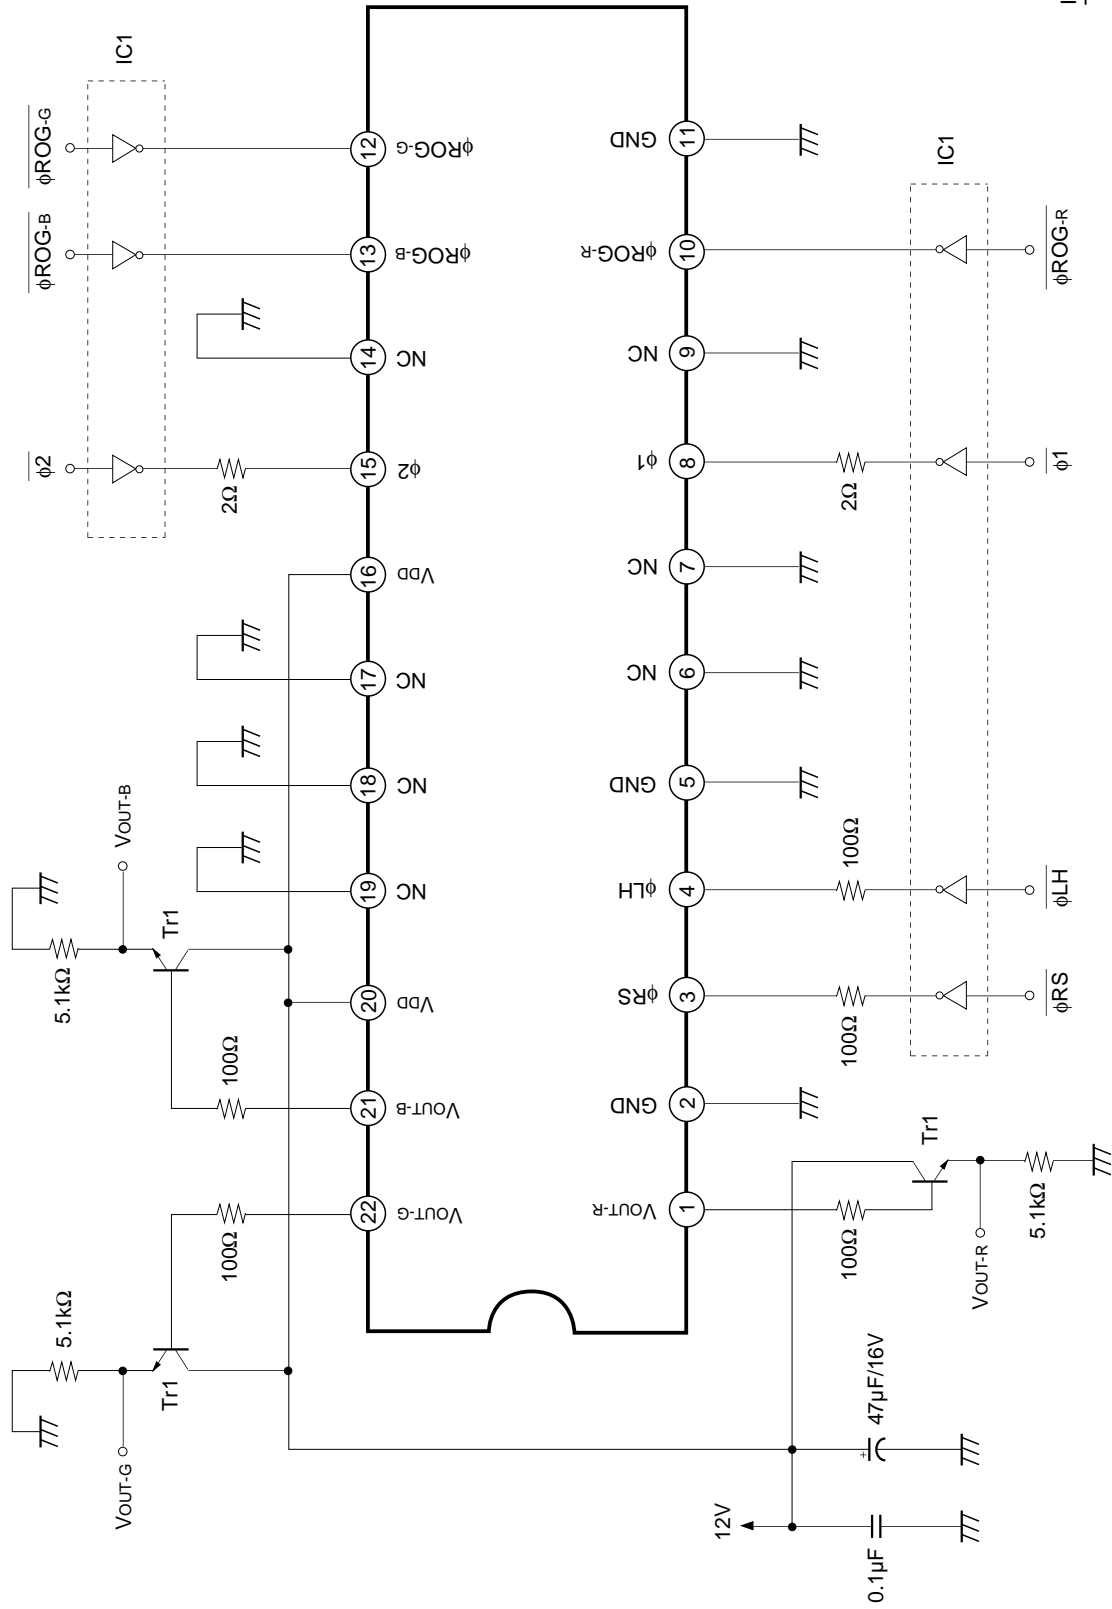 IC1
φROG-G
φROG-B
φ2
2Ω
12
φROG-G
13
φROG-B
14
NC
15
φ2
16
VDD
17
NC
18
NC
19
NC
20
VDD
21
VOUT-B
22
VOUT-G
VOUT-B
Tr1
5.1kΩ
100Ω
100Ω
5.1kΩ
Tr1
VOUT-G
11
GND
10
φROG-R
9
NC
8
φ1
7
NC
6
NC
5
GND
4
φLH
3
φRS
2
GND
1
VOUT-R
IC1
φROG-R
2Ω
φ1
100Ω
φLH
100Ω
φRS
Tr1
100Ω
5.1kΩ
VOUT-R
47µF/16V
+
12V
0.1µF